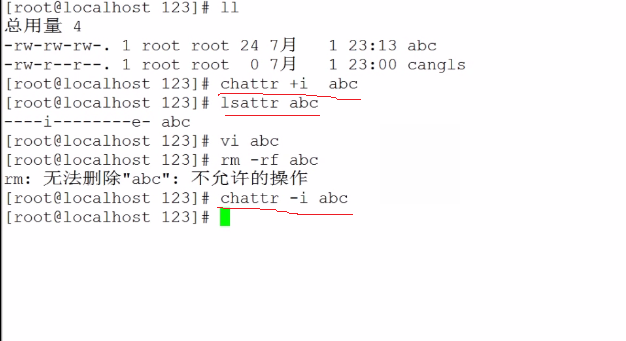 [root@localhost 123]# ll
总用量 4
-rw-rw-rw-. 1 root root 24 7月   1 23:13 abc
-rw-r--r--. 1 root root  0 7月   1 23:00 cangls
[root@localhost 123]# chattr +i  abc
[root@localhost 123]# lsattr abc
----i--------e- abc
[root@localhost 123]# vi abc
[root@localhost 123]# rm -rf abc
rm: 无法删除"abc": 不允许的操作
[root@localhost 123]# chattr -i abc
[root@localhost 123]#